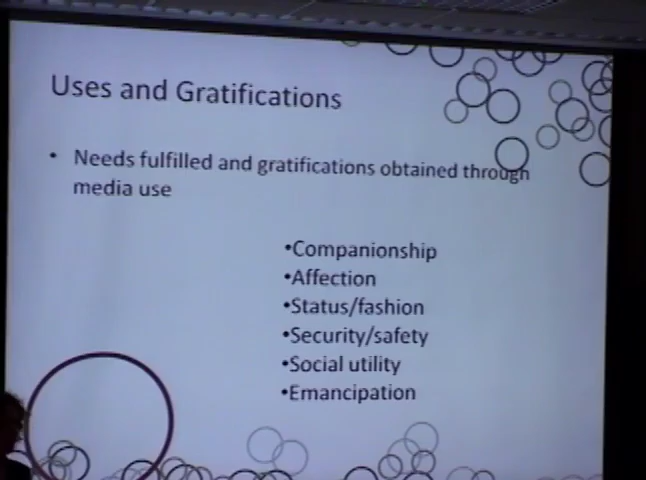 Uses and Gratifications
• Needs fulfilled and gratifications obtained through
media use
•Companionship
•Affection
•Status/fashion
•Security/safety
•Social utility
•Emancipation